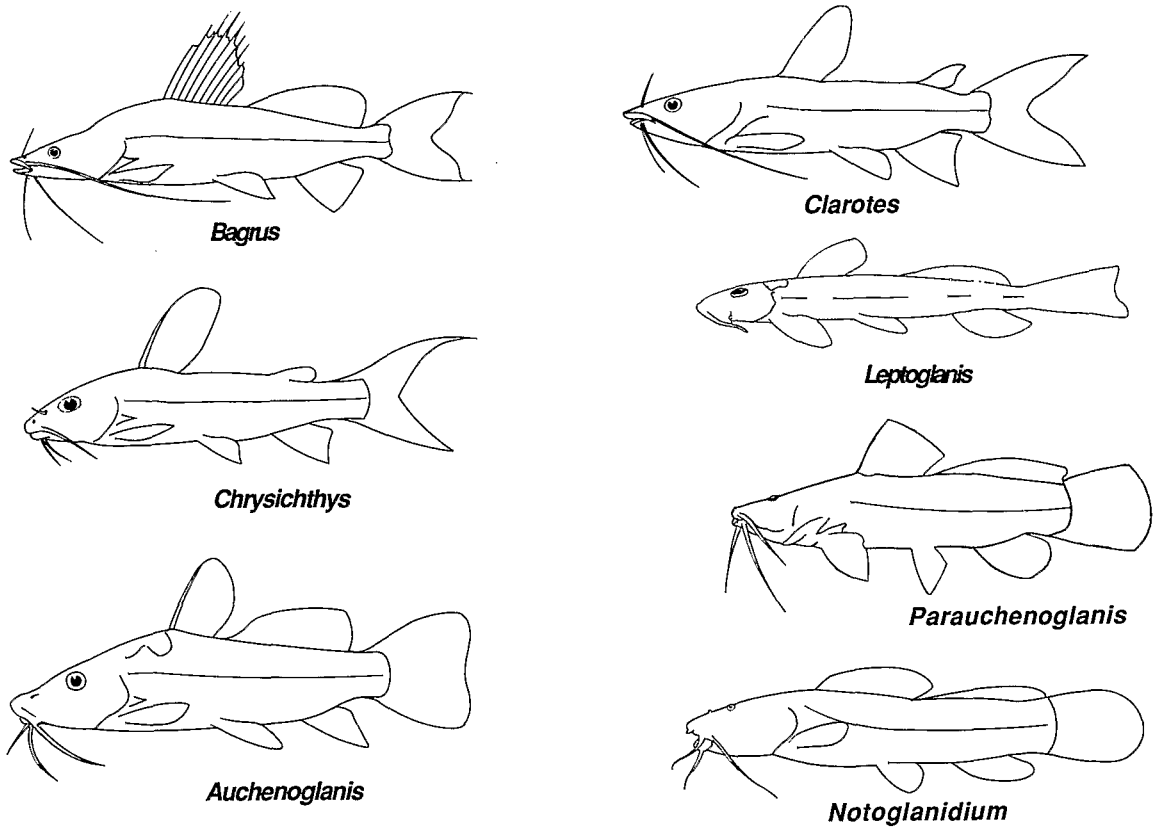 Bagrus
Clarotes
Leptoglanis
Chrysichthys
Parauchenoglanis
Auchenoglanis
Notoglanidium